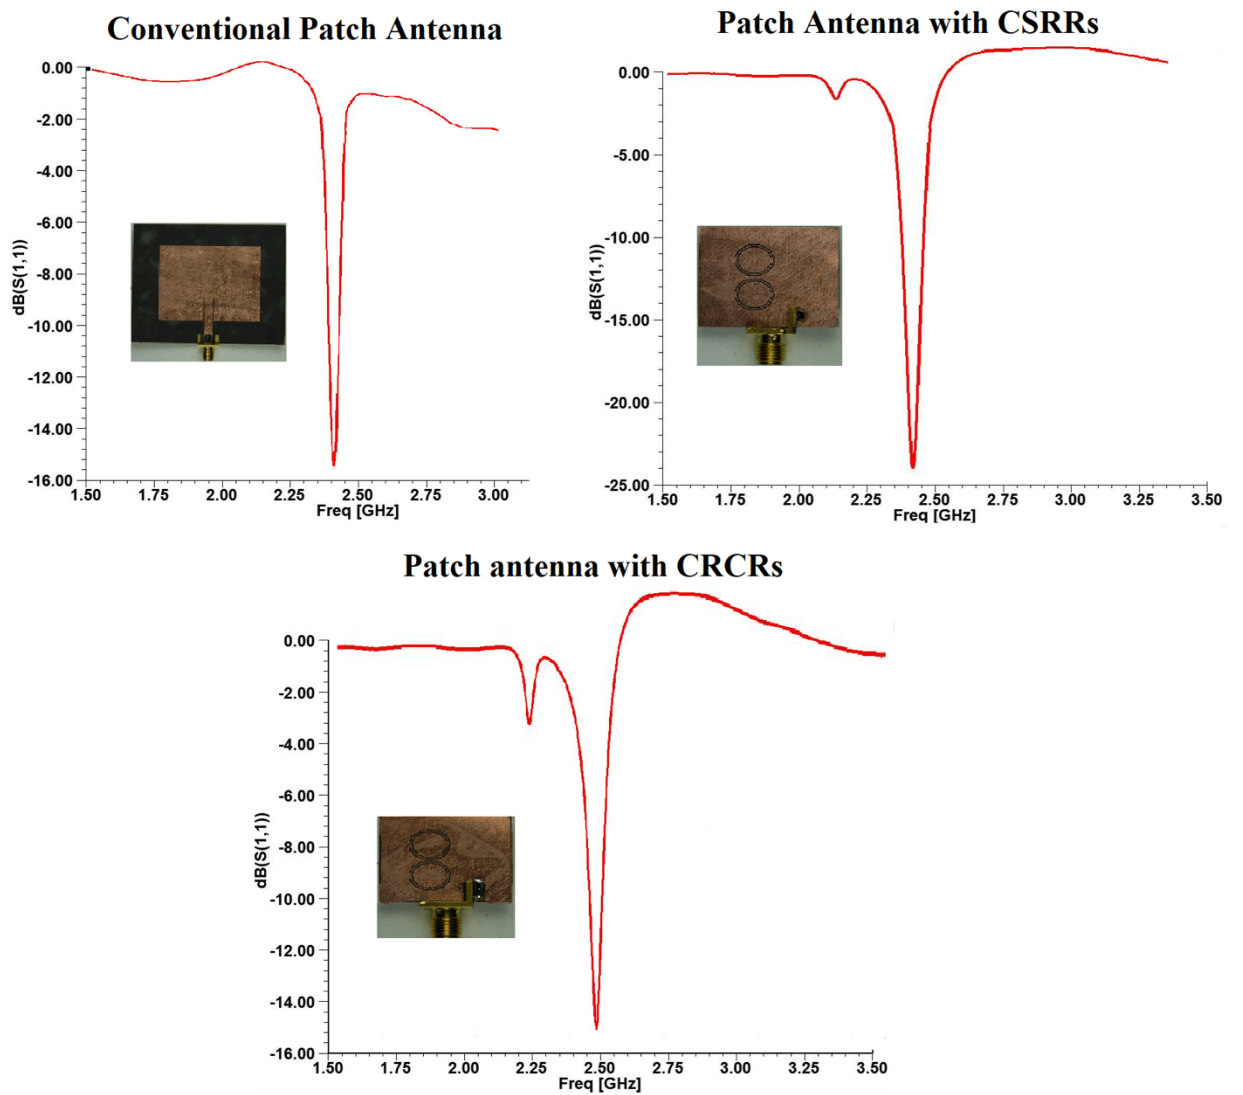 Conventional Patch Antenna
0.00
-2.00
-4.00
-6.00
-8.00
-10.00
-12.00
-14.00
-16.00
dB(S(1,1))
1.50 1.75 2.00 2.25 2.50 2.75 3.00
Freq [GHz]
Patch Antenna with CSRRs
0.00
-5.00
-10.00
-15.00
-20.00
-25.00
dB(S(1,1))
1.50 1.75 2.00 2.25 2.50 2.75 3.00 3.25 3.50
Freq [GHz]
Patch antenna with CRCRs
0.00
-2.00
-4.00
-6.00
-8.00
-10.00
-12.00
-14.00
-16.00
dB(S(1,1))
1.50 1.75 2.00 2.25 2.50 2.75 3.00 3.25 3.50
Freq [GHz]